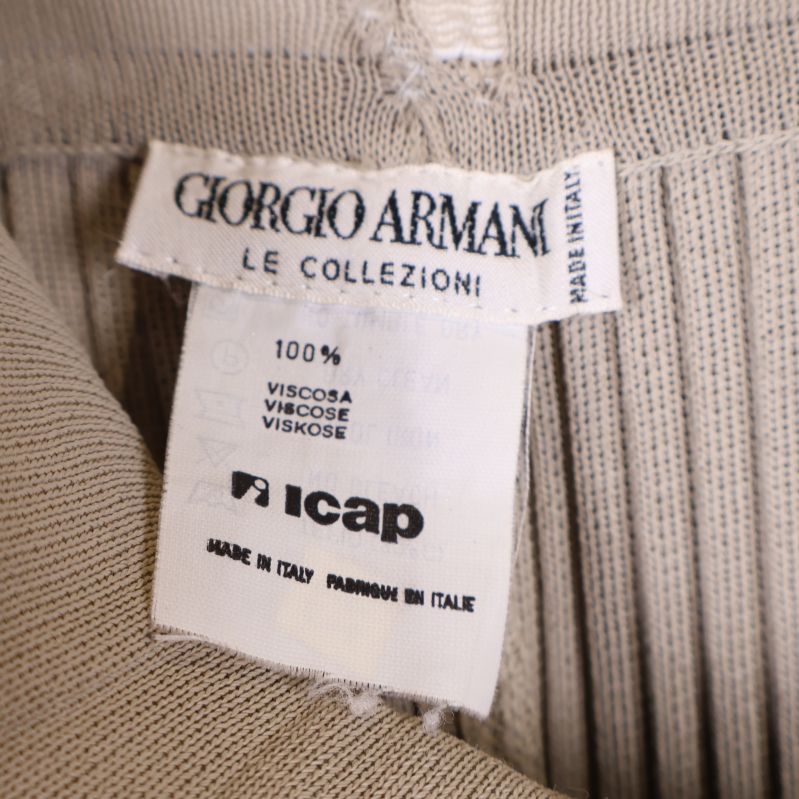 GIORGIO ARMANI
LE COLLEZIONI
MADE IN ITALY
100%
VISCOSA
VISCOSE
VISKOSE
icap
MADE IN ITALY FABRIQUE EN ITALIE